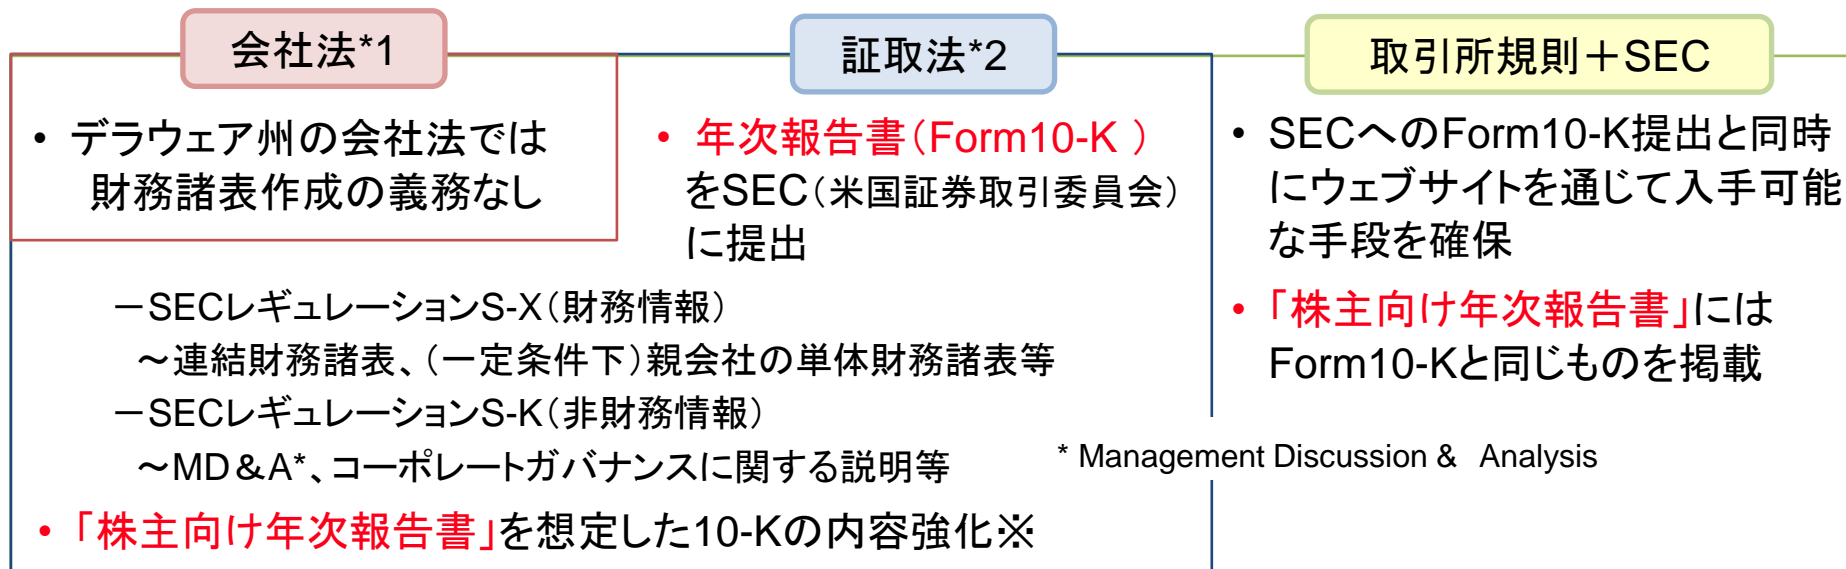 会社法*1
• デラウェア州の会社法では
財務諸表作成の義務なし
証取法*2
• 年次報告書(Form10-K )
をSEC(米国証券取引委員会)
に提出
-SECレギュレーションS-X(財務情報)
~連結財務諸表、(一定条件下)親会社の単体財務諸表等
-SECレギュレーションS-K(非財務情報)
~MD&A*、コーポレートガバナンスに関する説明等
• 「株主向け年次報告書」を想定した10-Kの内容強化※
取引所規則+SEC
• SECへのForm10-K提出と同時
にウェブサイトを通じて入手可能
な手段を確保
• 「株主向け年次報告書」には
Form10-Kと同じものを掲載
* Management Discussion & Analysis